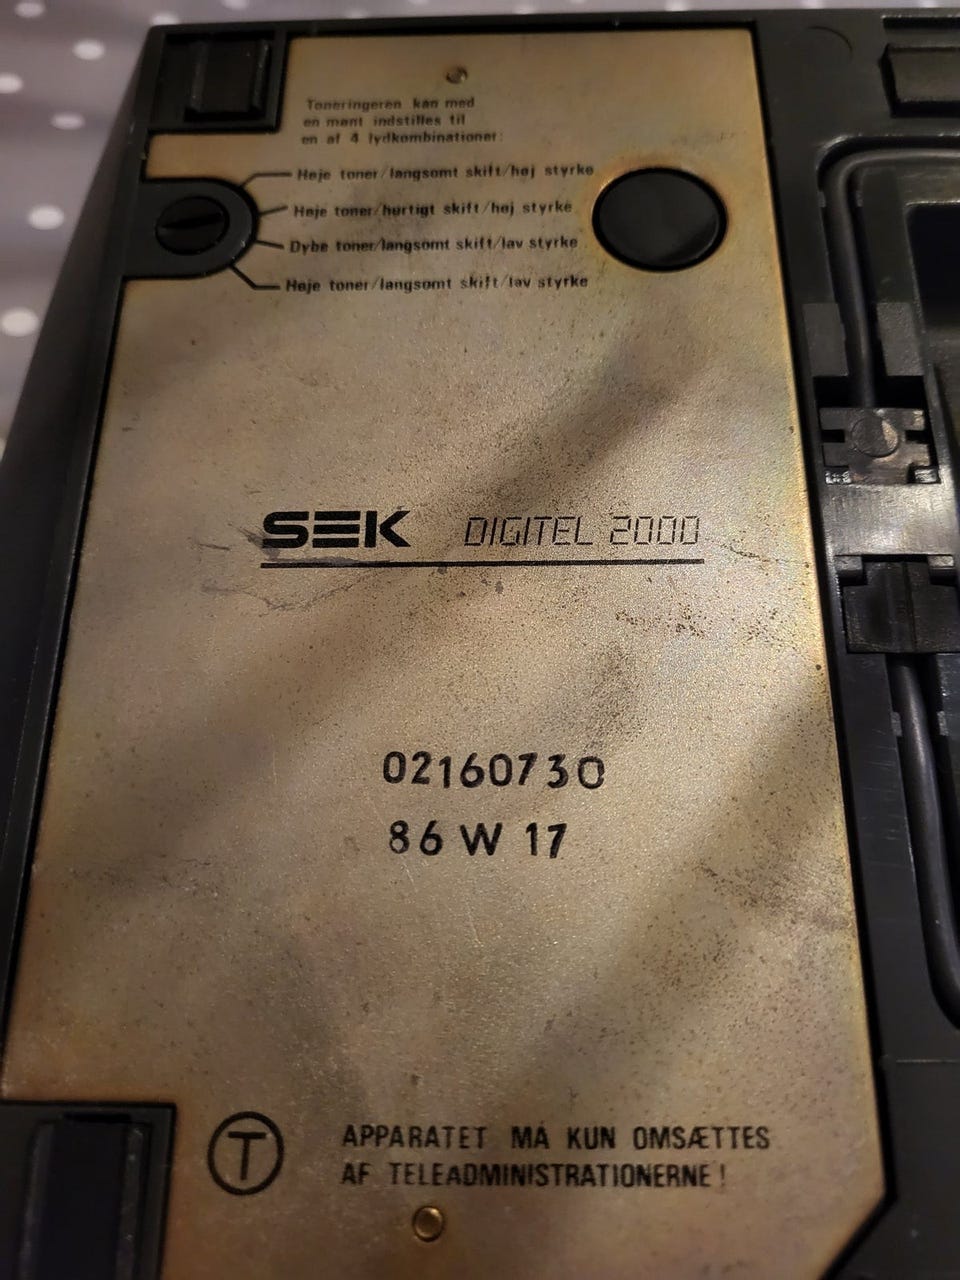 Toneringeren kan med
en mønt indstilles til
en af 4 lydkombinationer:
Høje toner/langsomt skift/høj styrke
Høje toner/hurtigt skift/høj styrke
Dybe toner/langsomt skift/lav styrke
Høje toner/langsomt skift/lav styrke
SEK DIGITEL 2000
02160730
86 W 17
T
APPARATET MÅ KUN OMSÆTTES
AF TELEADMINISTRATIONERNE!